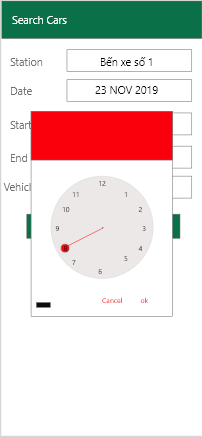 Search Cars
Station Bến xe số 1
Date 23 NOV 2019
Start
End
Vehicl
12
11 1
10 2
9 3
8 4
7 5
6
Cancel ok